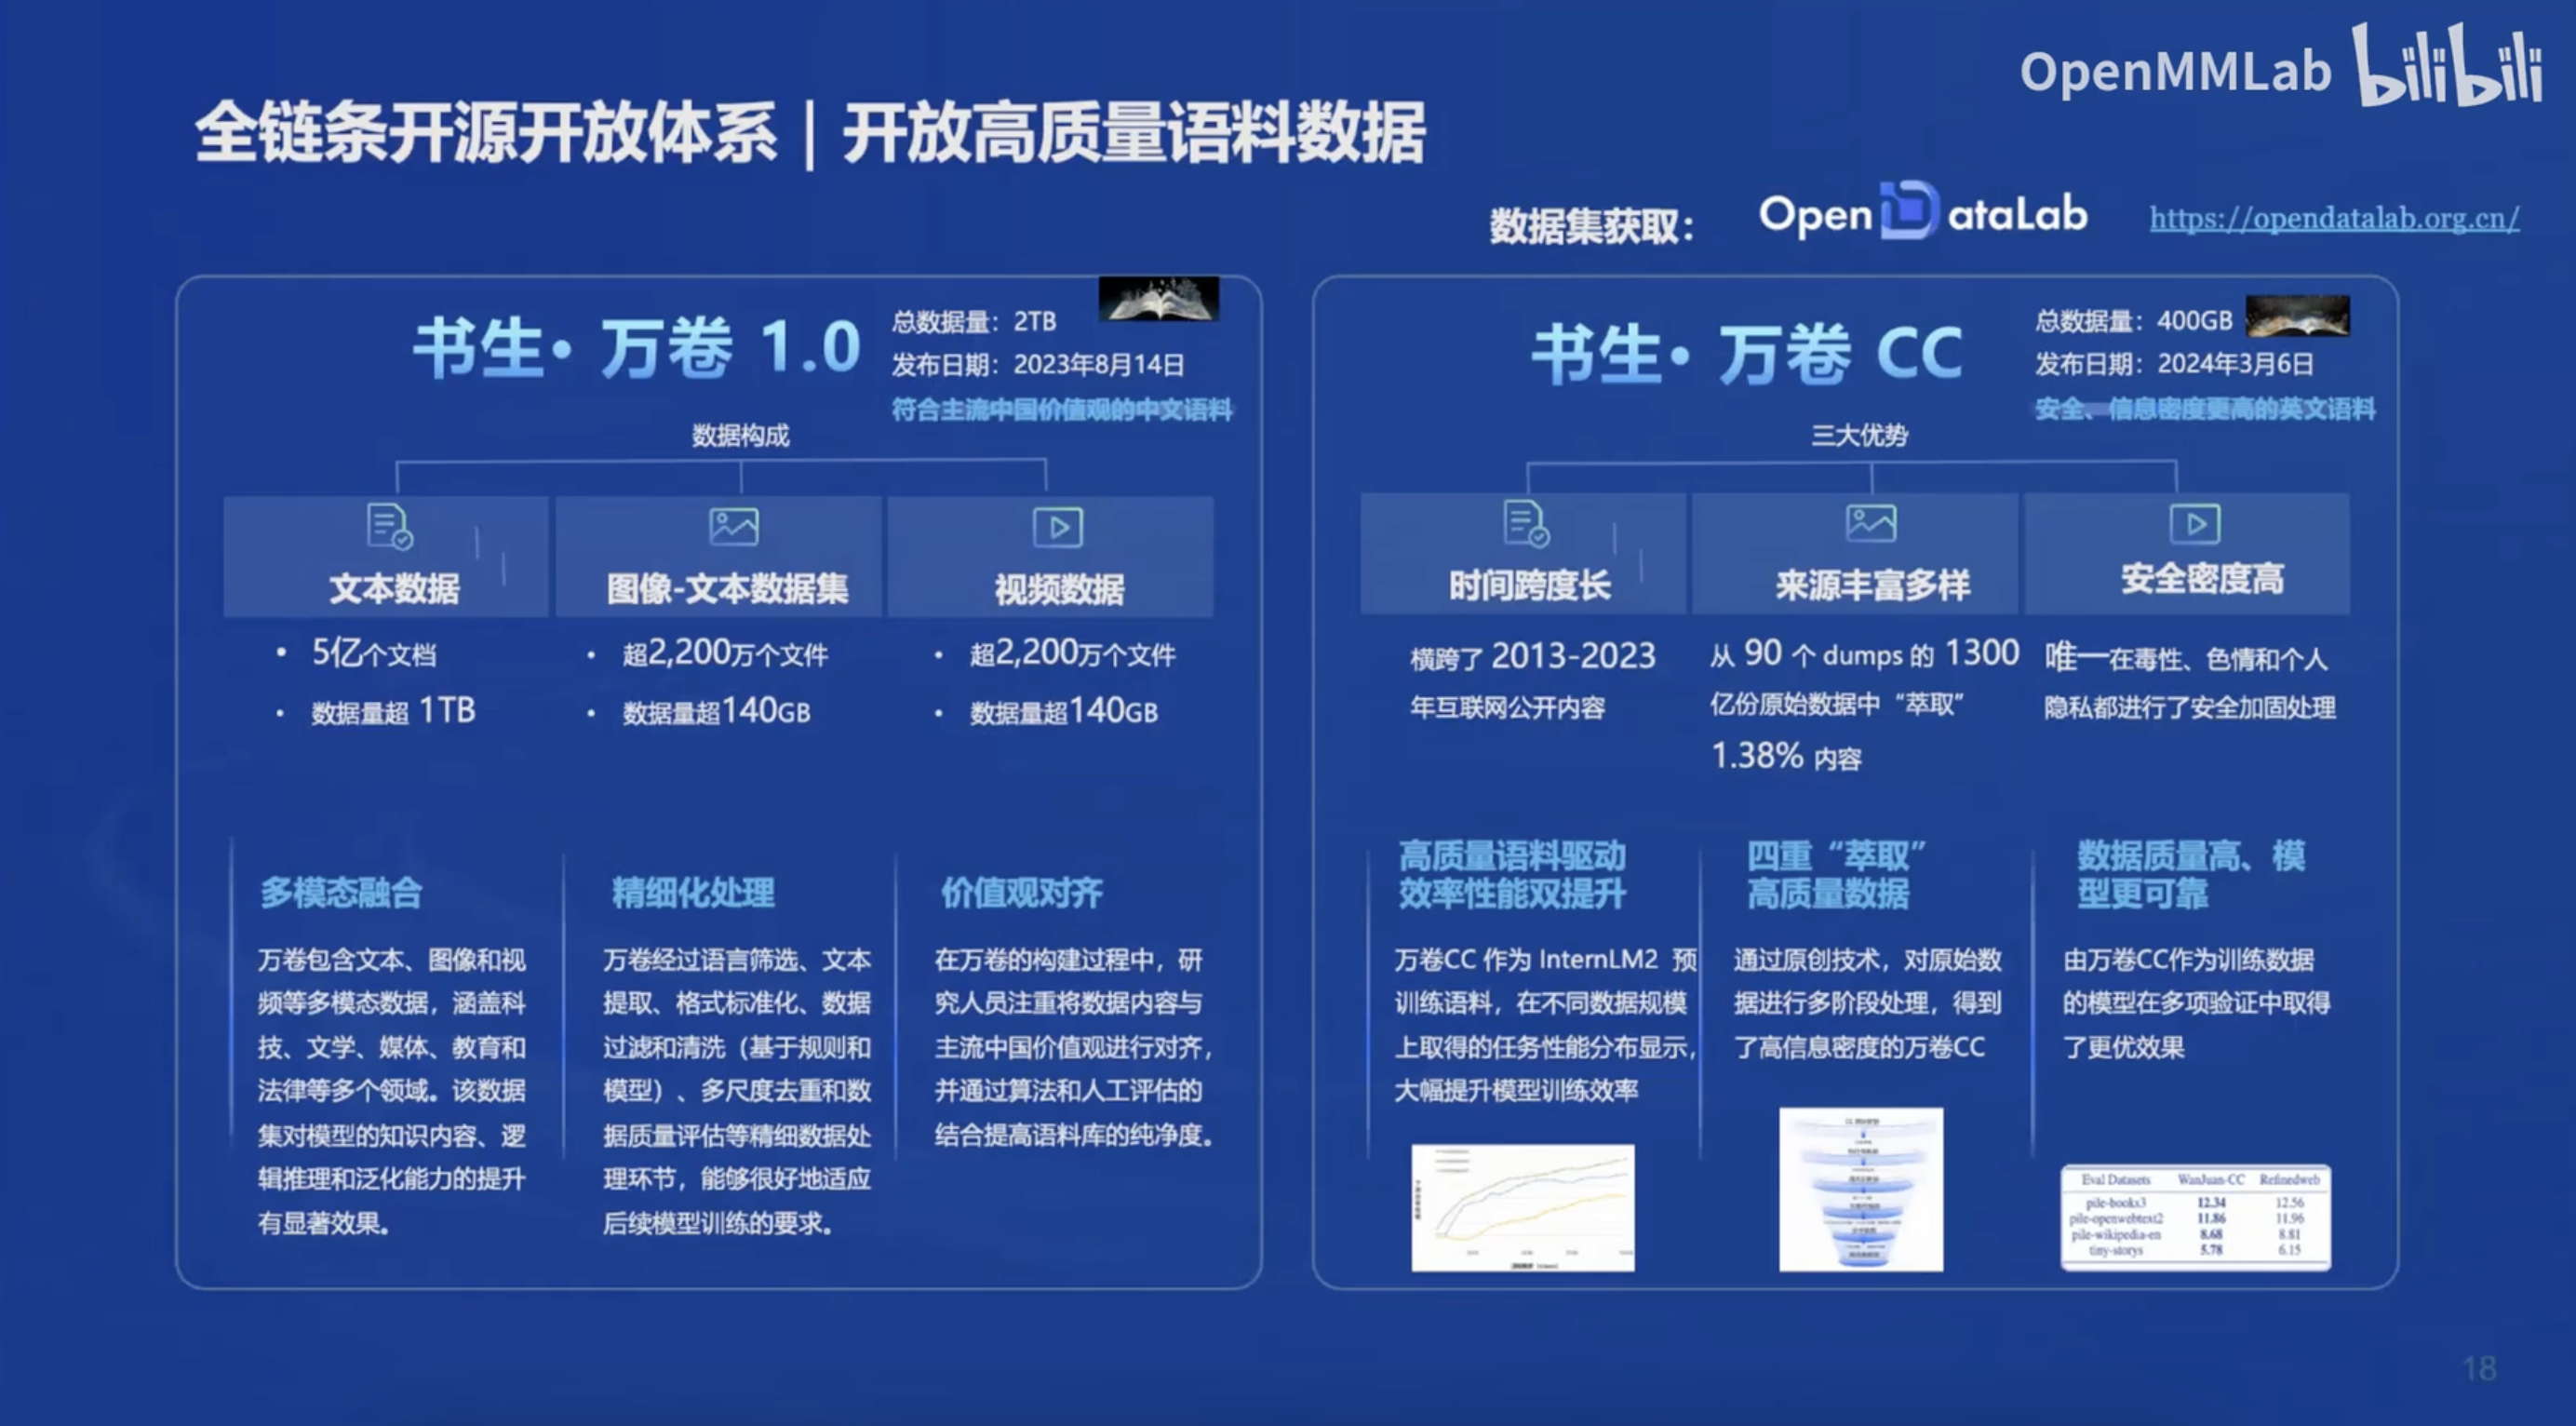 OpenMMLab bilibili
全链条开源开放体系｜开放高质量语料数据
数据集获取： OpenDataLab https://opendatalab.org.cn/
书生·万卷 1.0
总数据量：2TB
发布日期：2023年8月14日
符合主流中国价值观的中文语料
数据构成
文本数据
图像-文本数据集
视频数据
• 5亿个文档
• 数据量超 1TB
• 超2,200万个文件
• 数据量超140GB
• 超2,200万个文件
• 数据量超140GB
多模态融合
万卷包含文本、图像和视
频等多模态数据，涵盖科
技、文学、媒体、教育和
法律等多个领域。该数据
集对模型的知识内容、逻
辑推理和泛化能力的提升
有显著效果。
精细化处理
万卷经过语言筛选、文本
提取、格式标准化、数据
过滤和清洗（基于规则和
模型）、多尺度去重和数
据质量评估等精细数据处
理环节，能够很好地适应
后续模型训练的要求。
价值观对齐
在万卷的构建过程中，研
究人员注重将数据内容与
主流中国价值观进行对齐，
并通过算法和人工评估的
结合提高语料库的纯净度。
书生·万卷 CC
总数据量：400GB
发布日期：2024年3月6日
安全、信息密度更高的英文语料
三大优势
时间跨度长
来源丰富多样
安全密度高
横跨了 2013-2023
年互联网公开内容
从 90 个 dumps 的 1300
亿份原始数据中“萃取”
1.38% 内容
唯一在毒性、色情和个人
隐私都进行了安全加固处理
高质量语料驱动
效率性能双提升
万卷CC 作为 InternLM2 预
训练语料，在不同数据规模
上取得的任务性能分布显示，
大幅提升模型训练效率
四重“萃取”
高质量数据
通过原创技术，对原始数
据进行多阶段处理，得到
了高信息密度的万卷CC
数据质量高、模
型更可靠
由万卷CC作为训练数据
的模型在多项验证中取得
了更优效果
Eval Datasets WanJuan-CC Refinedweb
pile-books3 12.34 12.56
pile-openwebtext2 11.86 11.96
pile-wikipedia-en 8.68 8.81
tiny-storys 5.78 6.15
18